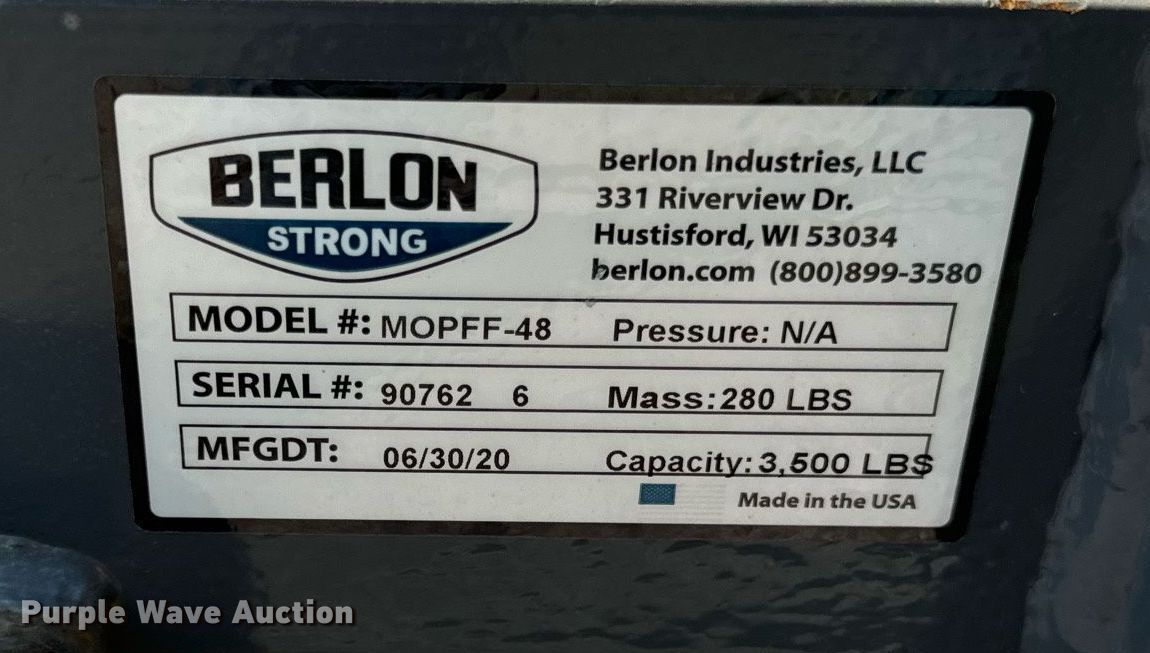 BERLON
STRONG
Berlon Industries, LLC
331 Riverview Dr.
Hustisford, WI 53034
berlon.com (800)899-3580
MODEL #: MOPFF-48 Pressure: N/A
SERIAL #: 90762 6 Mass: 280 LBS
MFGDT: 06/30/20 Capacity: 3,500 LBS
Made in the USA
Purple Wave Auction